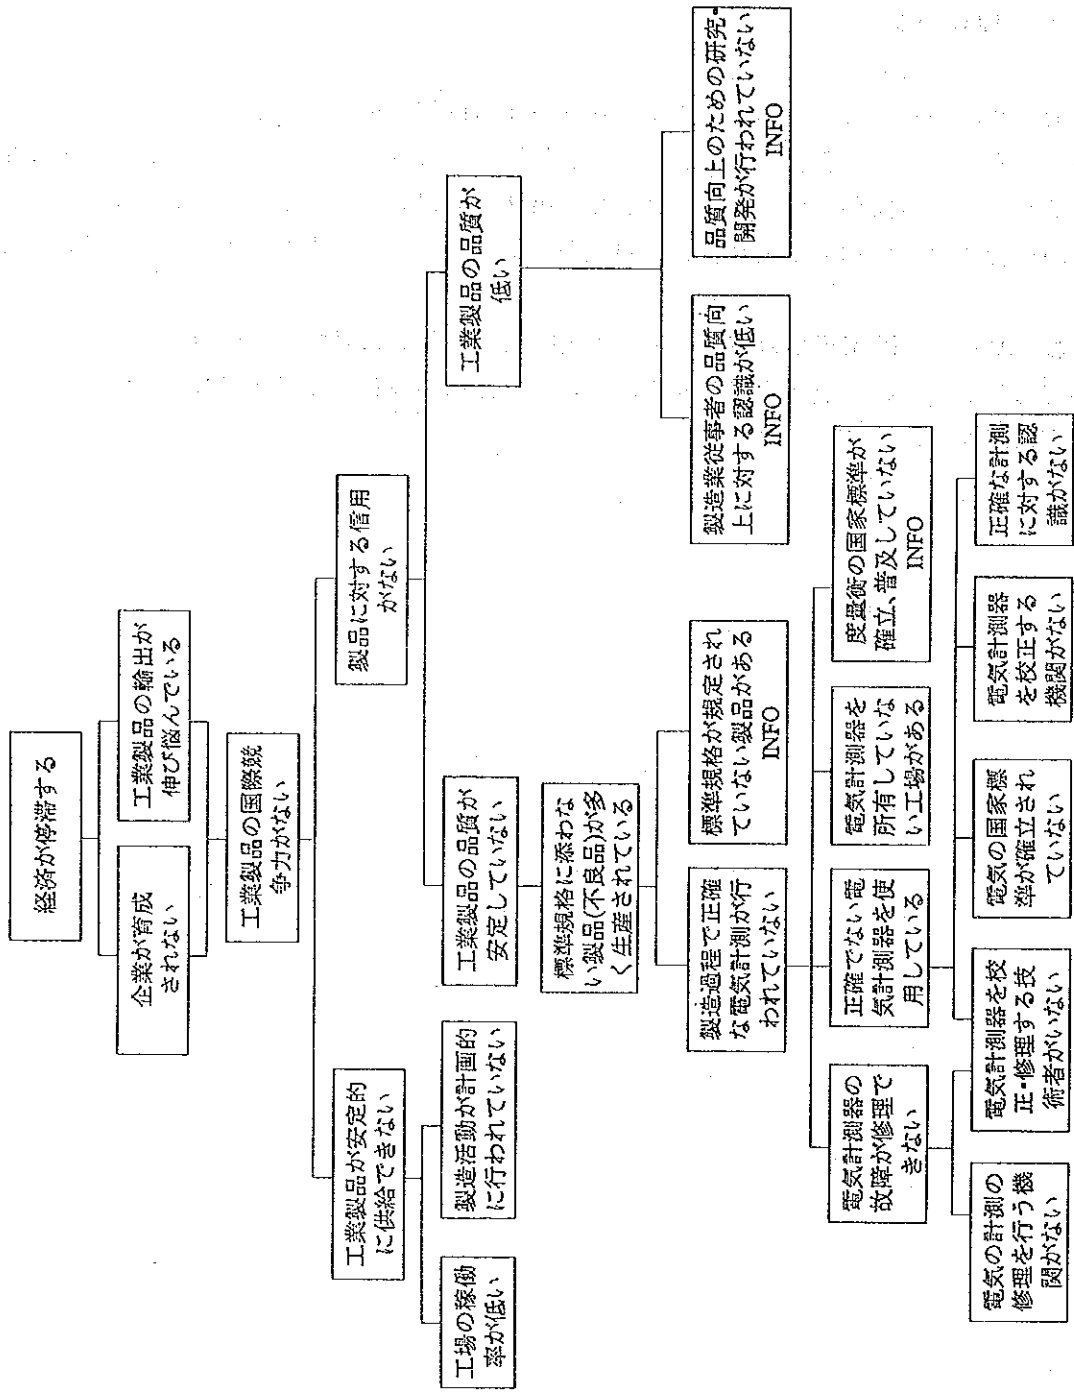 経済が停滞する
企業が育成
されない
工業製品の輸出が
伸び悩んでいる
工業製品の国際競
争力がない
工業製品が安定的
に供給できない
製品に対する信用
がない
工場の稼働
率が低い
製造活動が計画的
に行われていない
工業製品の品質が
安定していない
工業製品の品質が
低い
標準規格に添わな
い製品(不良品)が多
く生産されている
製造過程で正確
な電気計測が行
われていない
標準規格が規定され
ていない製品がある
INFO
製造業従事者の品質向
上に対する認識が低い
INFO
品質向上のための研究・
開発が行われていない
INFO
電気計測器の
故障が修理で
きない
正確でない電
気計測器を使
用している
電気計測器を
所有していな
い工場がある
度量衡の国家標準が
確立、普及していない
INFO
電気の計測の
修理を行う機
関がない
電気計測器を校
正・修理する技
術者がいない
電気の国家標
準が確立され
ていない
電気計測器
を校正する
機関がない
正確な計測
に対する認
識がない